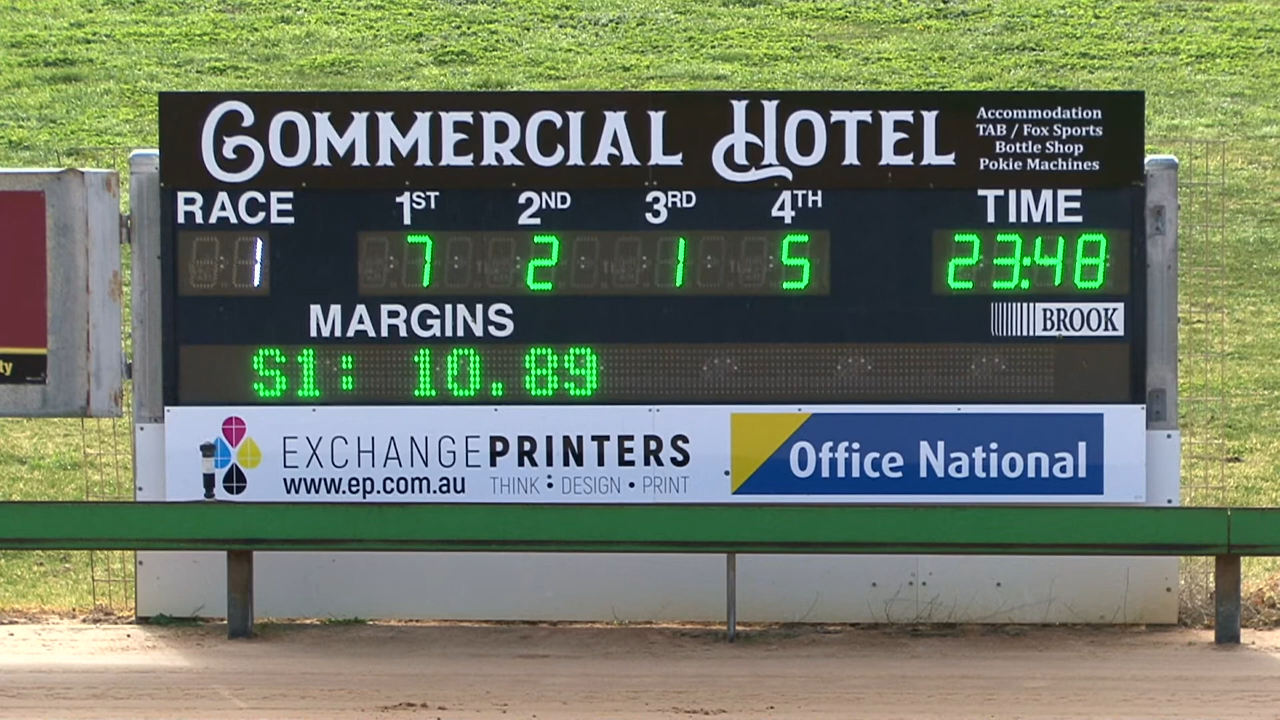 COMMERCIAL HOTEL
Accommodation
TAB / Fox Sports
Bottle Shop
Pokie Machines
RACE 1ST 2ND 3RD 4TH TIME
1 7 2 1 5 23:48
MARGINS
BROOK
S1: 10.89
EXCHANGEPRINTERS
www.ep.com.au THINK : DESIGN • PRINT
Office National
ty